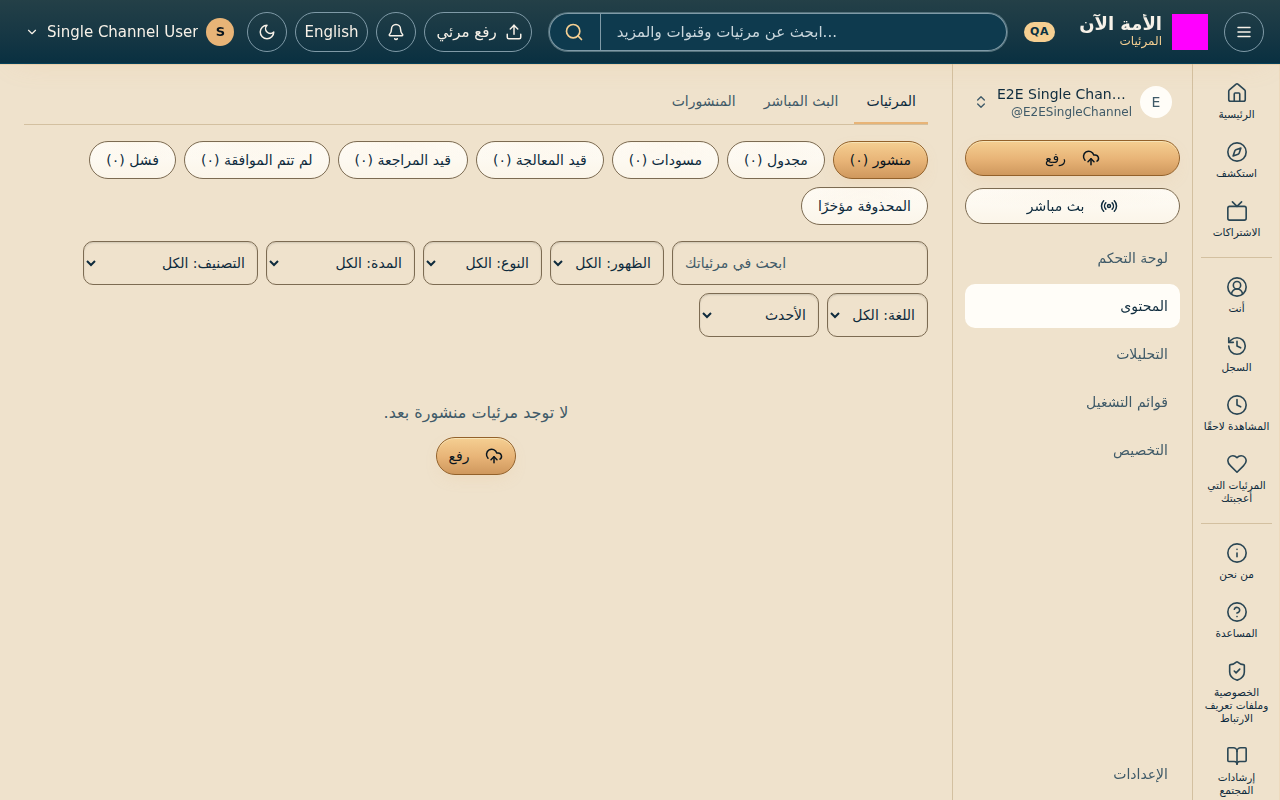 الأمة الآن
المرئيات
QA
ابحث عن مرئيات وقنوات والمزيد...
رفع مرئي
English
S
Single Channel User
الرئيسية
استكشف
الاشتراكات
أنت
السجل
المشاهدة لاحقًا
المرئيات التي
أعجبتك
من نحن
المساعدة
الخصوصية
وملفات تعريف
الارتباط
إرشادات
المجتمع
E
E2E Single Chan...
@E2ESingleChannel
رفع
بث مباشر
لوحة التحكم
المحتوى
التحليلات
قوائم التشغيل
التخصيص
الإعدادات
المرئيات
البث المباشر
المنشورات
منشور (٠)
مجدول (٠)
مسودات (٠)
قيد المعالجة (٠)
قيد المراجعة (٠)
لم تتم الموافقة (٠)
فشل (٠)
المحذوفة مؤخرًا
ابحث في مرئياتك
الظهور: الكل
النوع: الكل
المدة: الكل
التصنيف: الكل
اللغة: الكل
الأحدث
لا توجد مرئيات منشورة بعد.
رفع